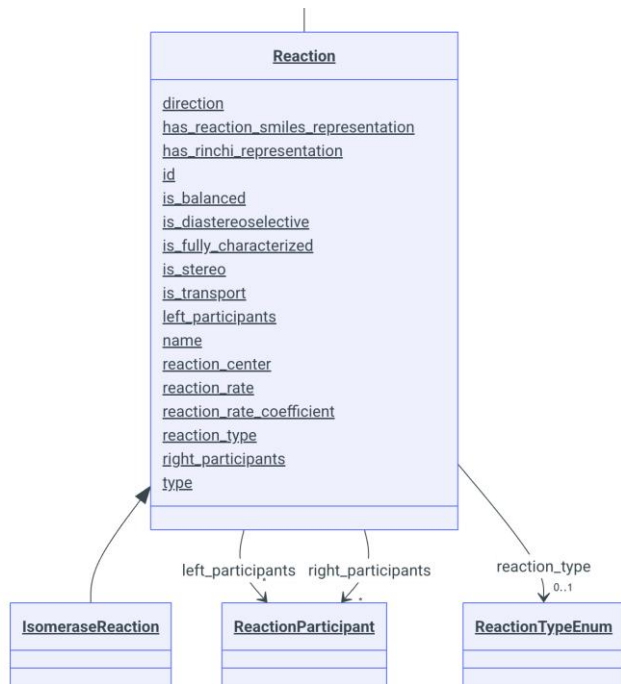 Reaction
direction
has_reaction_smiles_representation
has_rinchi_representation
id
is_balanced
is_diastereoselective
is_fully_characterized
is_stereo
is_transport
left_participants
name
reaction_center
reaction_rate
reaction_rate_coefficient
reaction_type
right_participants
type
left_participants right_participants reaction_type
* * 0..1
IsomeraseReaction ReactionParticipant ReactionTypeEnum